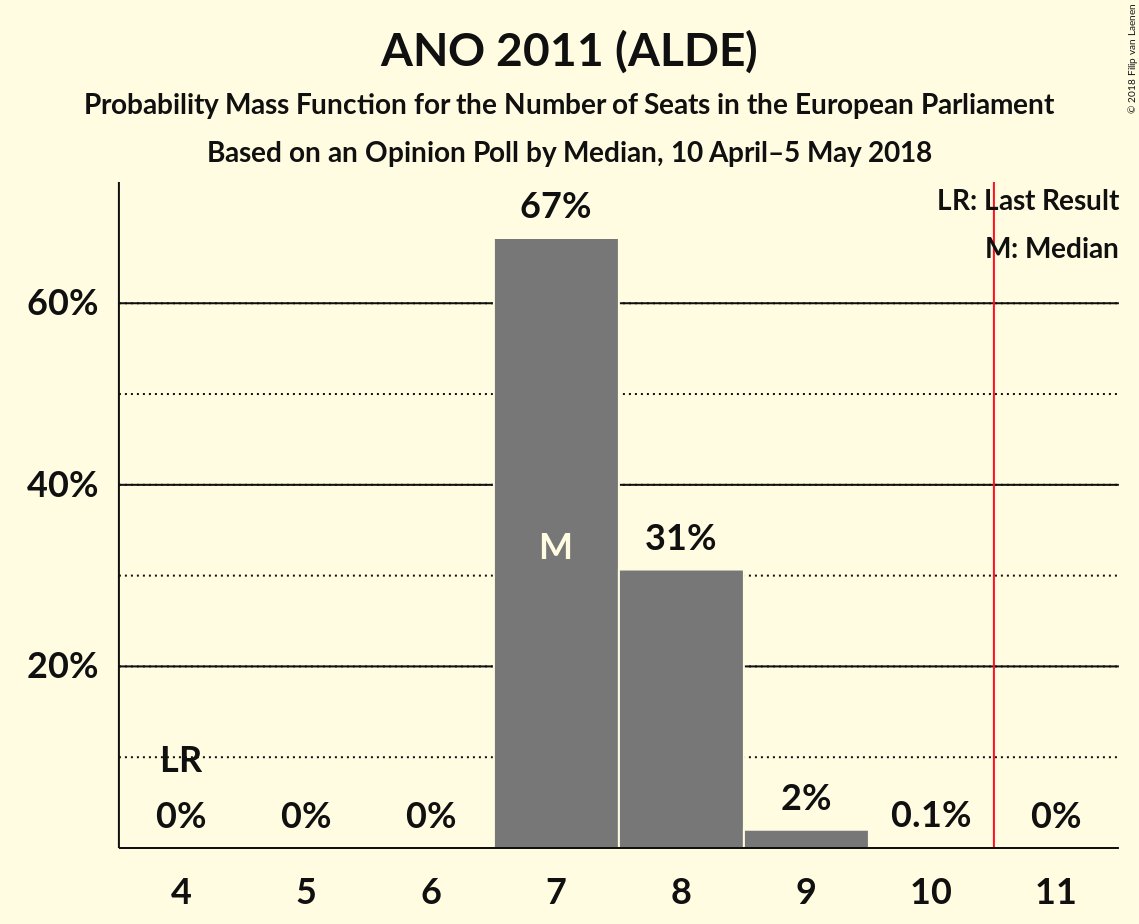 ANO 2011 (ALDE)
Probability Mass Function for the Number of Seats in the European Parliament
Based on an Opinion Poll by Median, 10 April–5 May 2018
© 2018 Filip van Laenen
LR: Last Result
M: Median
67%
60%
40%
31%
M
20%
LR
0%
0%
0%
2%
0.1%
0%
4
5
6
7
8
9
10
11